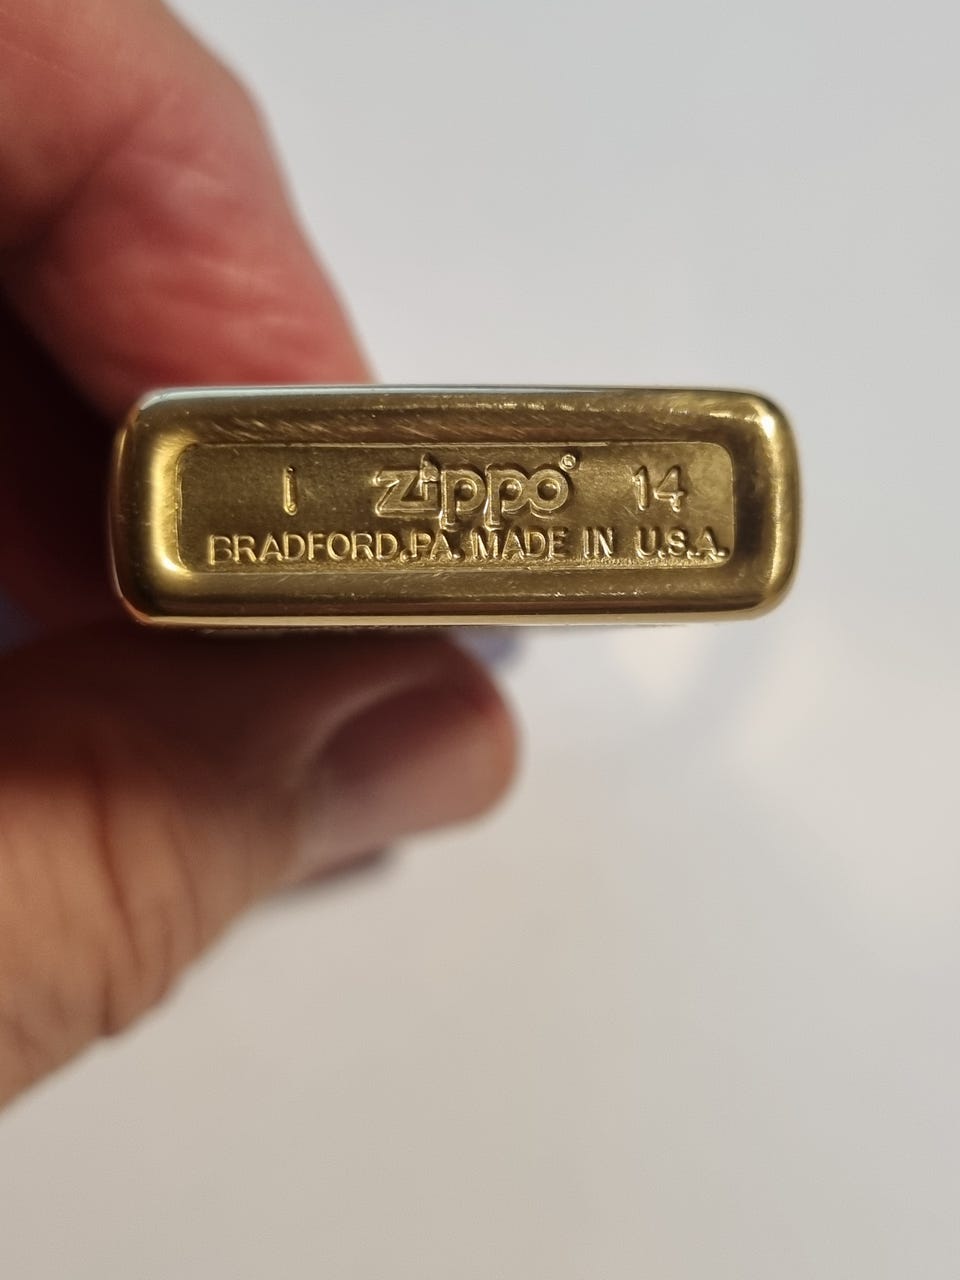 i zippo® 14
BRADFORD,PA. MADE IN U.S.A.